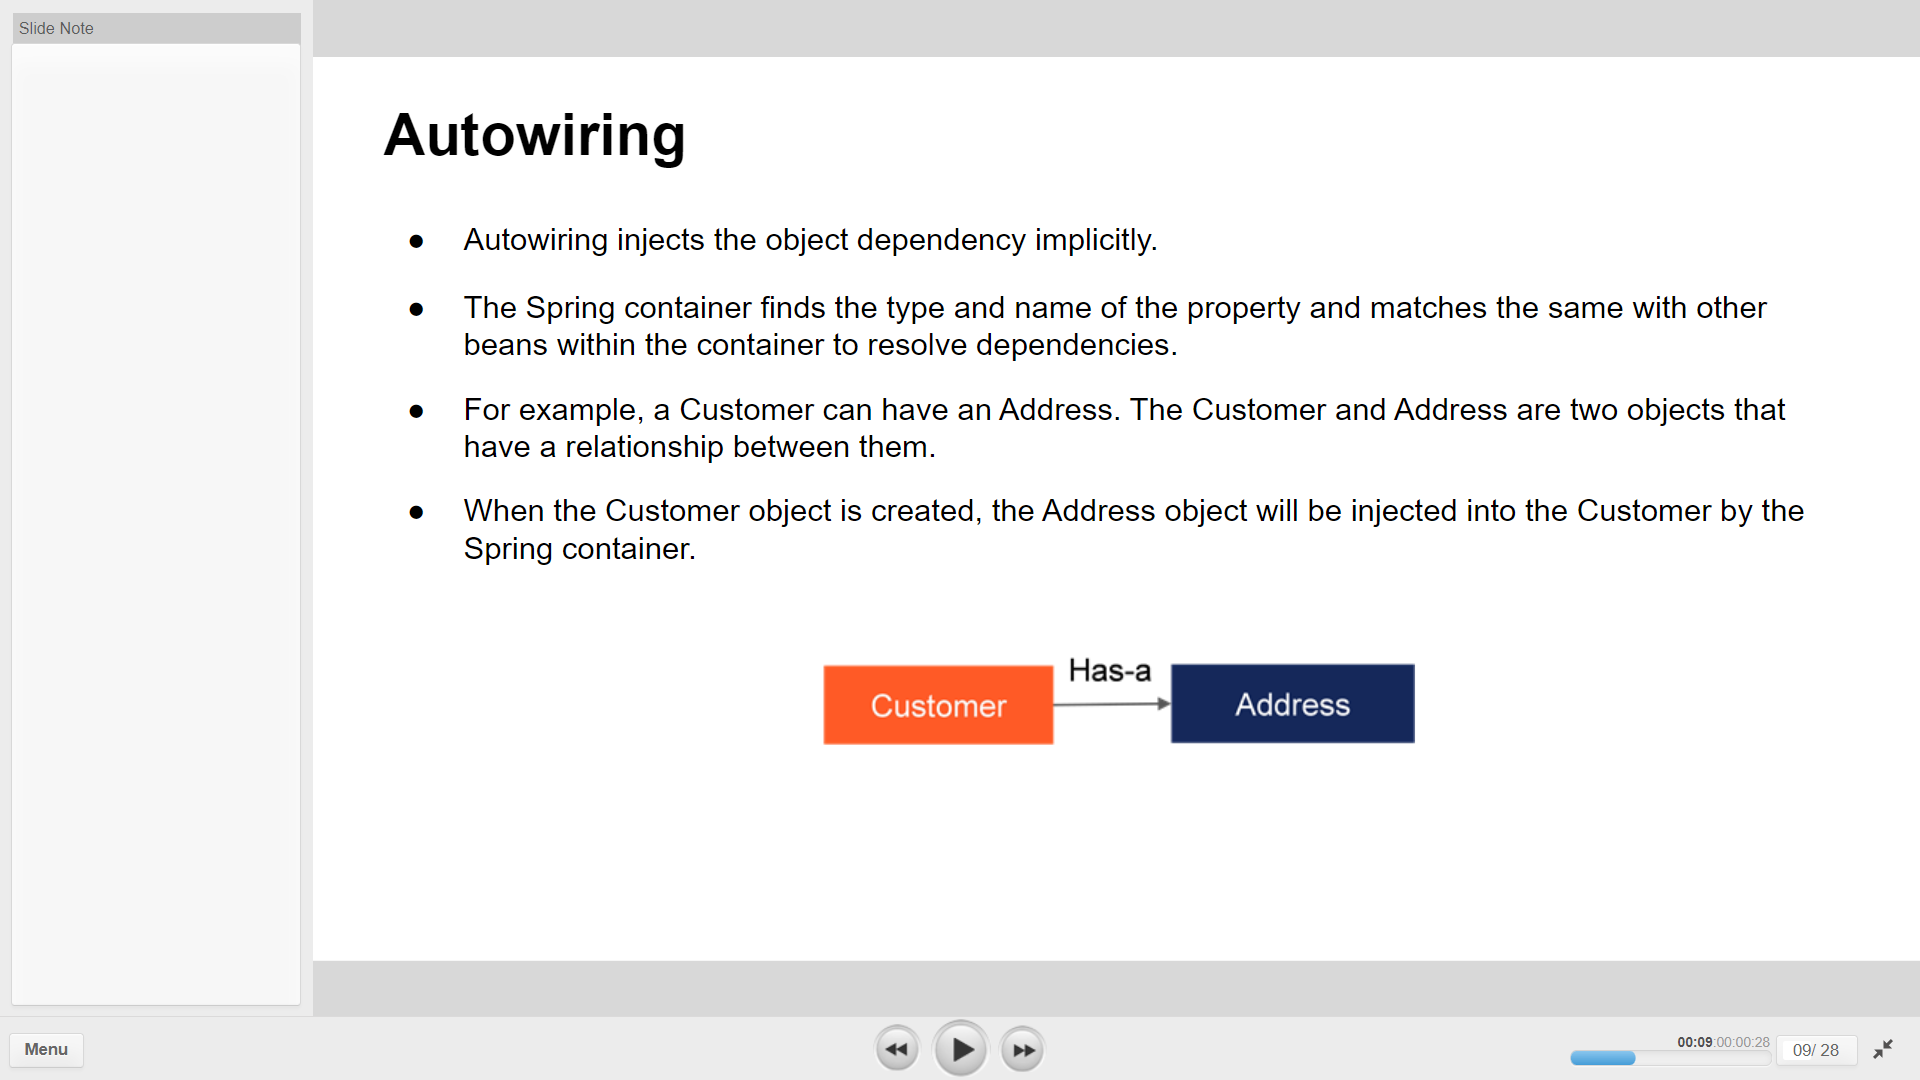 Slide Note
Autowiring
● Autowiring injects the object dependency implicitly.
● The Spring container finds the type and name of the property and matches the same with other
beans within the container to resolve dependencies.
● For example, a Customer can have an Address. The Customer and Address are two objects that
have a relationship between them.
● When the Customer object is created, the Address object will be injected into the Customer by the
Spring container.
Has-a
Customer
Address
Menu
00:09:00:00:28
09/ 28